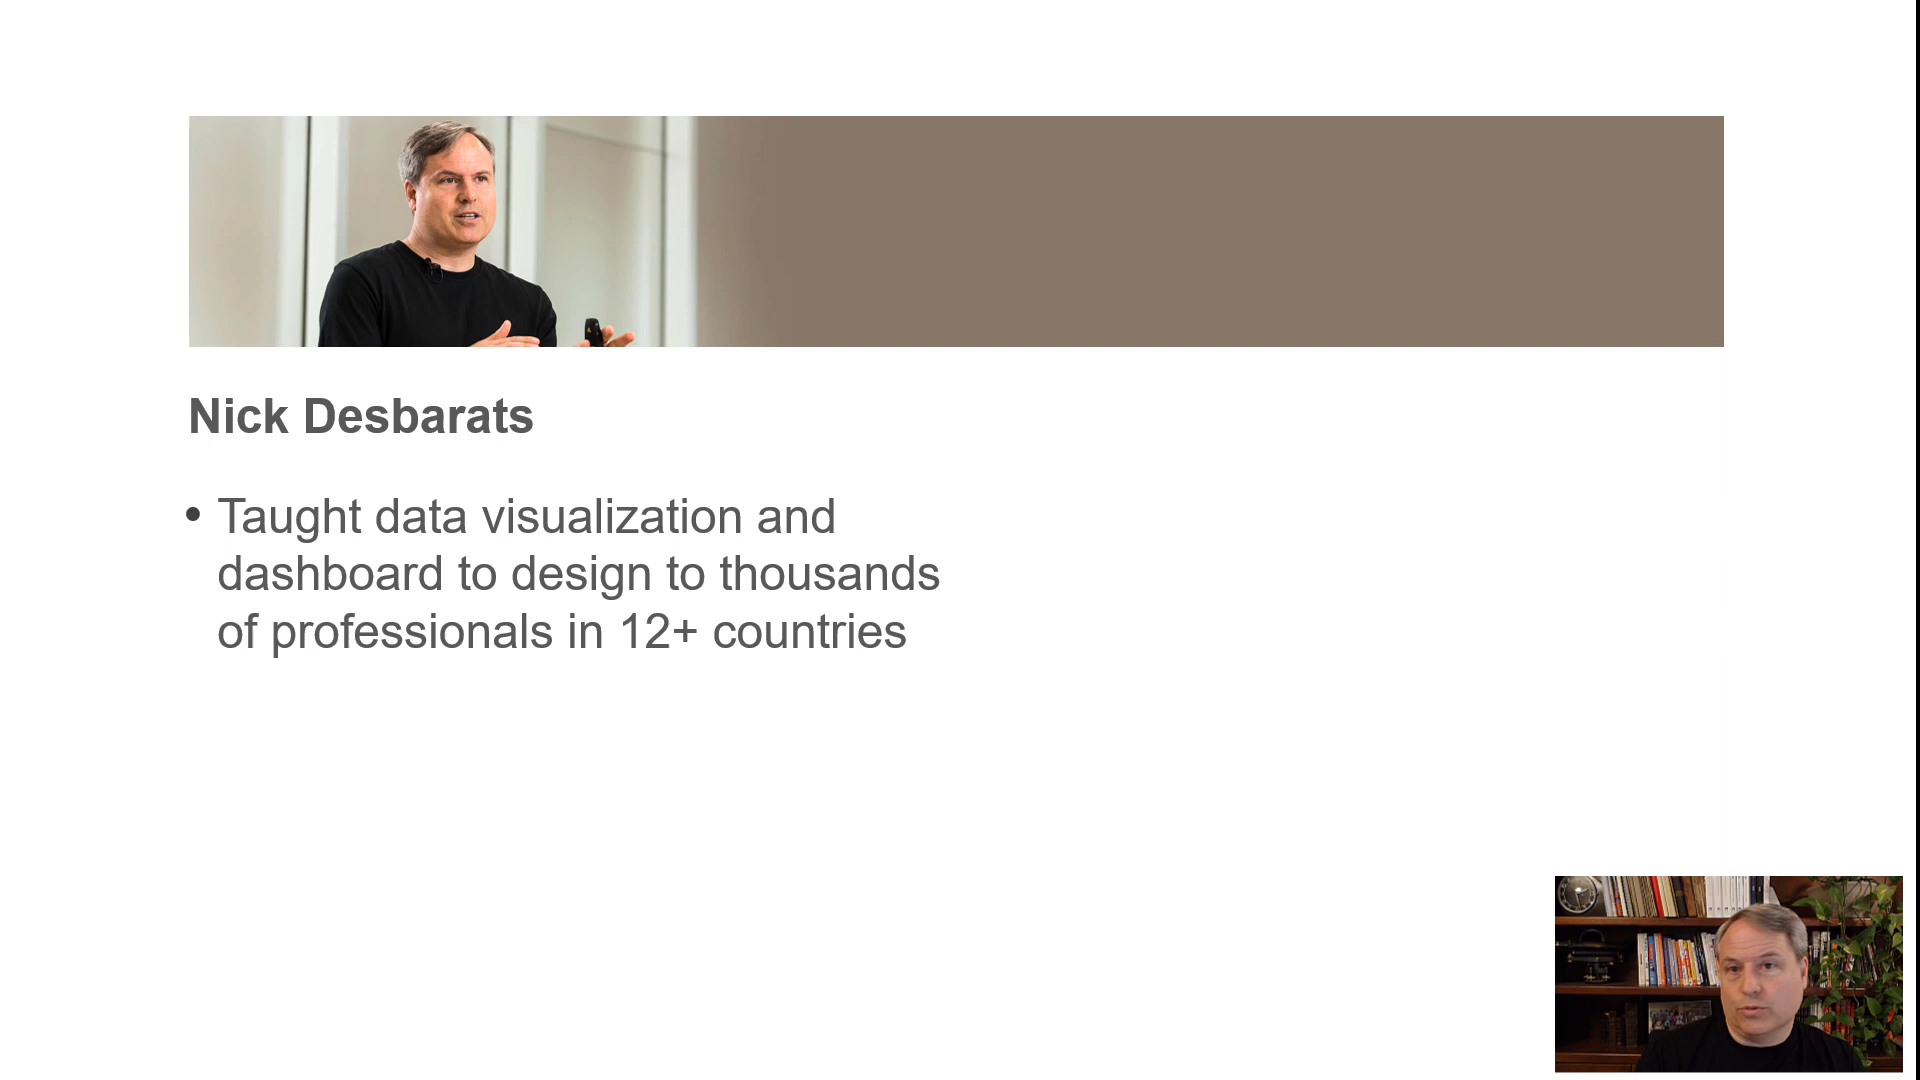 Nick Desbarats
• Taught data visualization and
dashboard to design to thousands
of professionals in 12+ countries